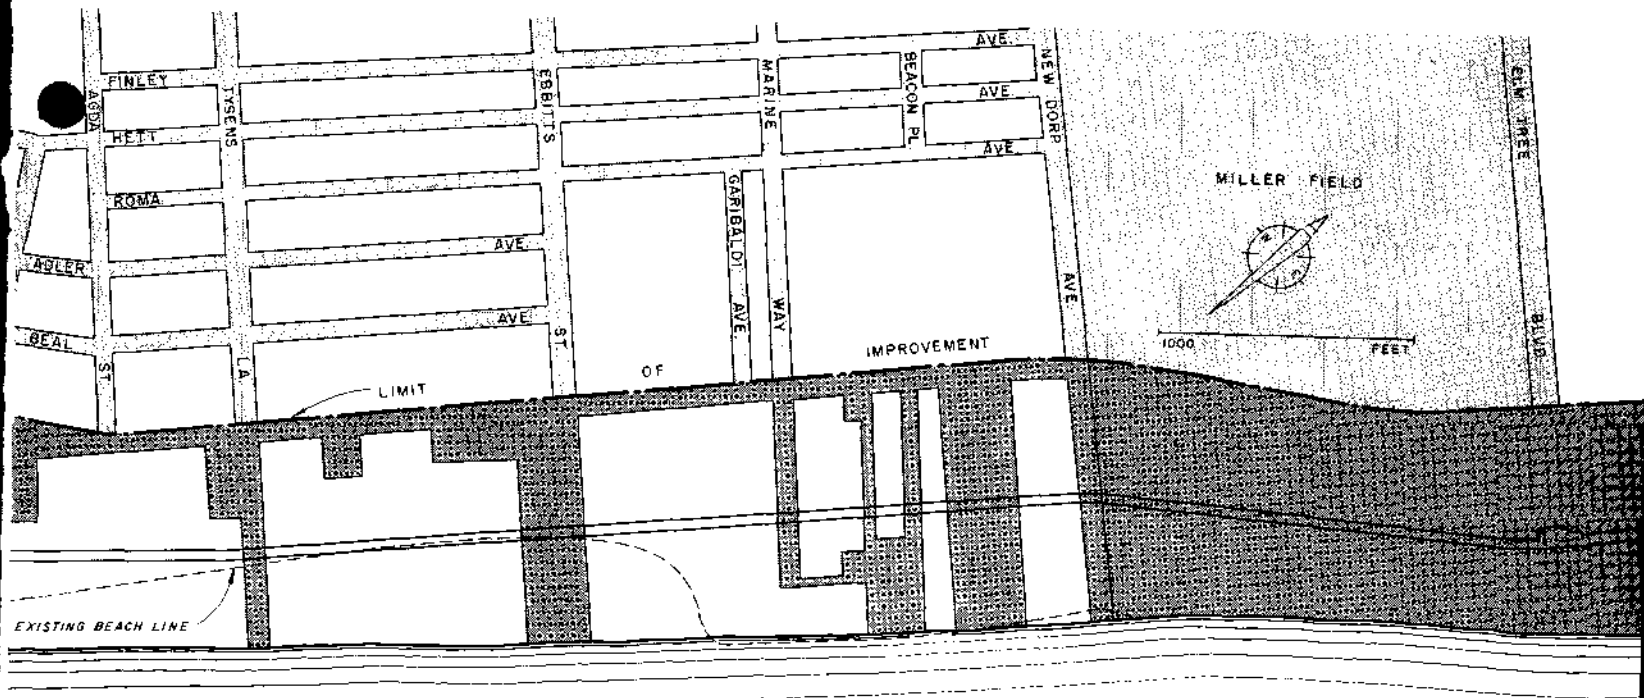 AVE.
FINLEY
AVE.
HETT
AVE.
ROMA
AVE.
ADLER
AVE.
BEAL
AGDA
ST.
TYSENS
LA.
EBBITTS
ST.
GARIBALDI
AVE.
MARINE
WAY
BEACON PL.
NEW DORP
AVE.
ELM TREE
BLVD.
MILLER FIELD
N
1000 FEET
LIMIT OF IMPROVEMENT
EXISTING BEACH LINE